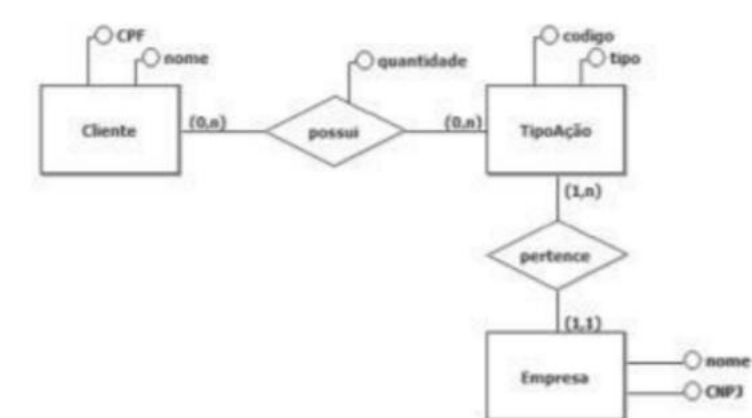 CPF
nome
codigo
tipo
quantidade
Cliente
(0,n)
possui
(0,n)
TipoAção
(1,n)
pertence
(1,1)
Empresa
nome
CNPJ